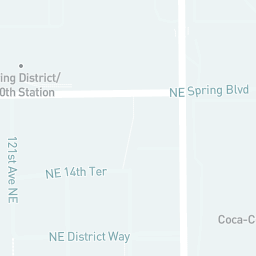 ing District/
0th Station
NE Spring Blvd
121st Ave NE
NE 14th Ter
Coca-C
NE District Way